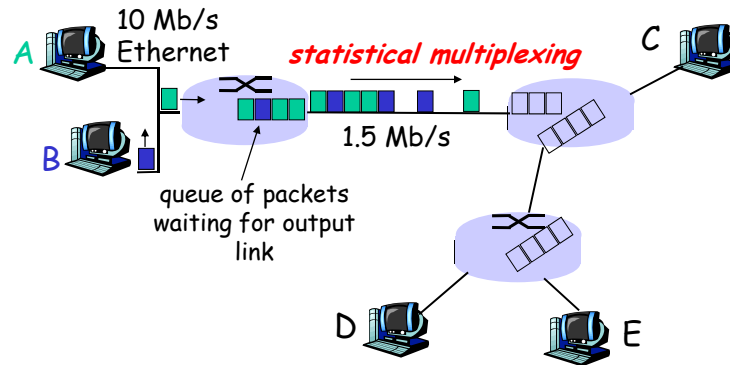 A
10 Mb/s
Ethernet
statistical multiplexing
C
1.5 Mb/s
B
queue of packets
waiting for output
link
D
E